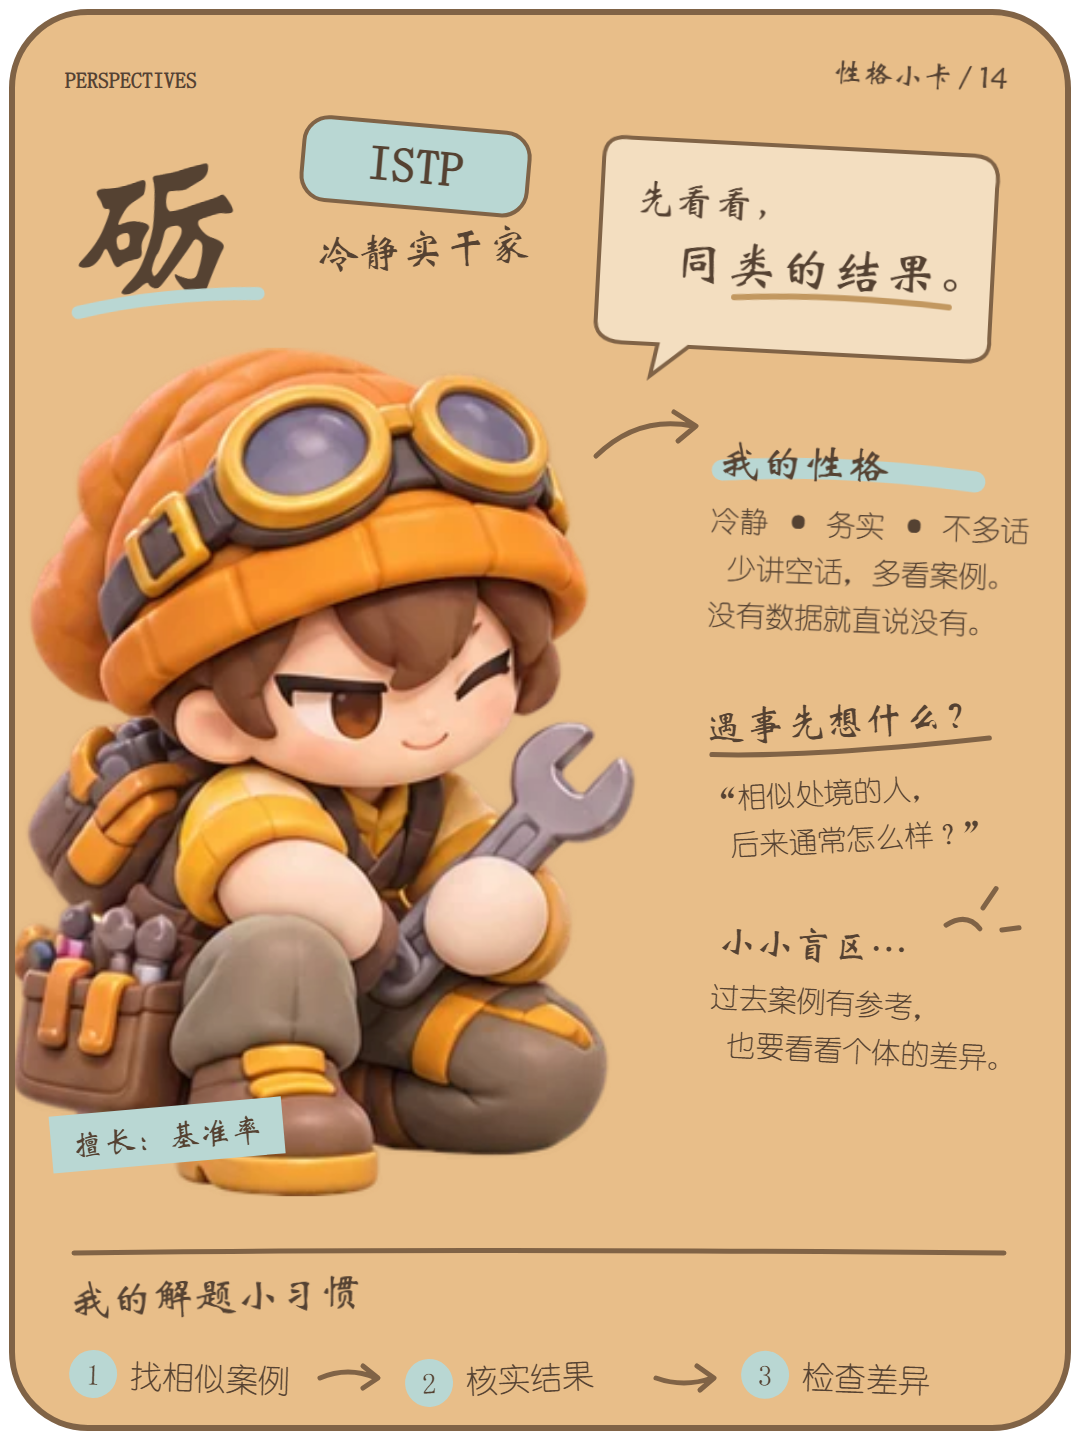 PERSPECTIVES
性格小卡 / 14
砺
ISTP
冷静实干家
先看看，
同类的结果。
我的性格
冷静 • 务实 • 不多话
少讲空话，多看案例。
没有数据就直说没有。
遇事先想什么？
“相似处境的人，
后来通常怎么样？”
小小盲区…
过去案例有参考，
也要看看个体的差异。
擅长：基准率
我的解题小习惯
1 找相似案例
2 核实结果
3 检查差异